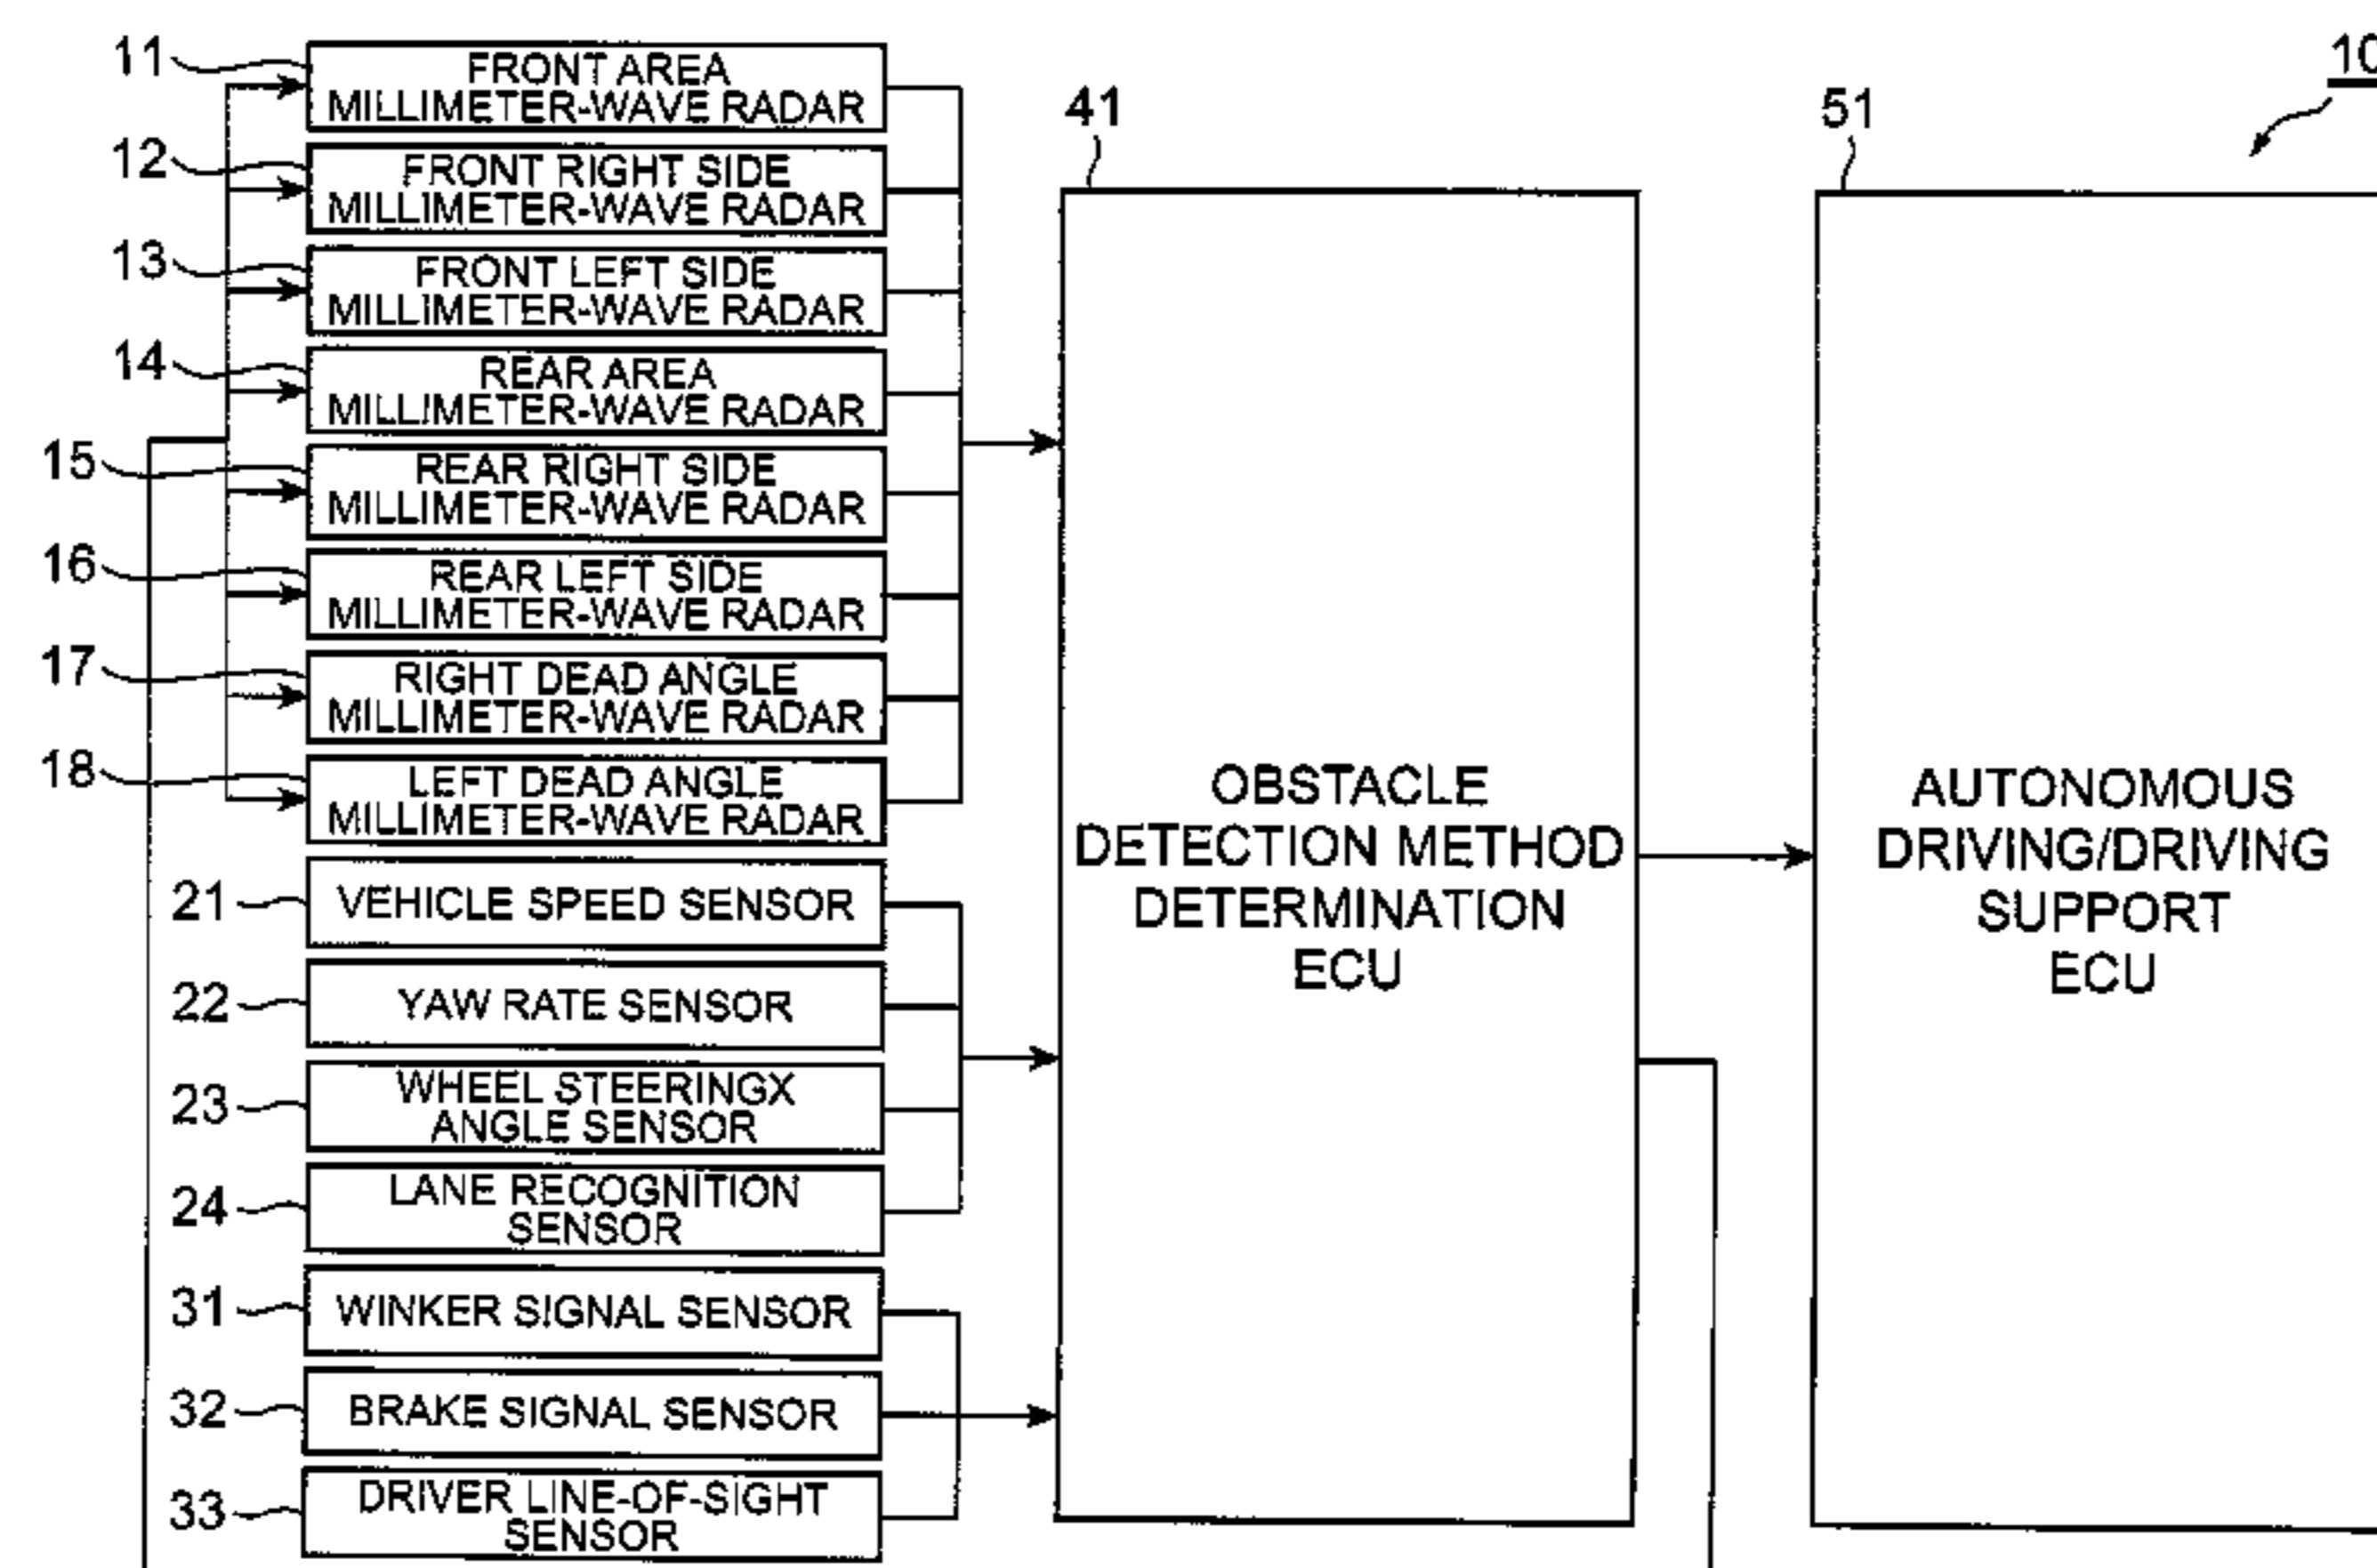 10
11
FRONT AREA
MILLIMETER-WAVE RADAR
12
FRONT RIGHT SIDE
MILLIMETER-WAVE RADAR
13
FRONT LEFT SIDE
MILLIMETER-WAVE RADAR
14
REAR AREA
MILLIMETER-WAVE RADAR
15
REAR RIGHT SIDE
MILLIMETER-WAVE RADAR
16
REAR LEFT SIDE
MILLIMETER-WAVE RADAR
17
RIGHT DEAD ANGLE
MILLIMETER-WAVE RADAR
18
LEFT DEAD ANGLE
MILLIMETER-WAVE RADAR
21
VEHICLE SPEED SENSOR
22
YAW RATE SENSOR
23
WHEEL STEERINGX
ANGLE SENSOR
24
LANE RECOGNITION
SENSOR
31
WINKER SIGNAL SENSOR
32
BRAKE SIGNAL SENSOR
33
DRIVER LINE-OF-SIGHT
SENSOR
41
OBSTACLE
DETECTION METHOD
DETERMINATION
ECU
51
AUTONOMOUS
DRIVING/DRIVING
SUPPORT
ECU